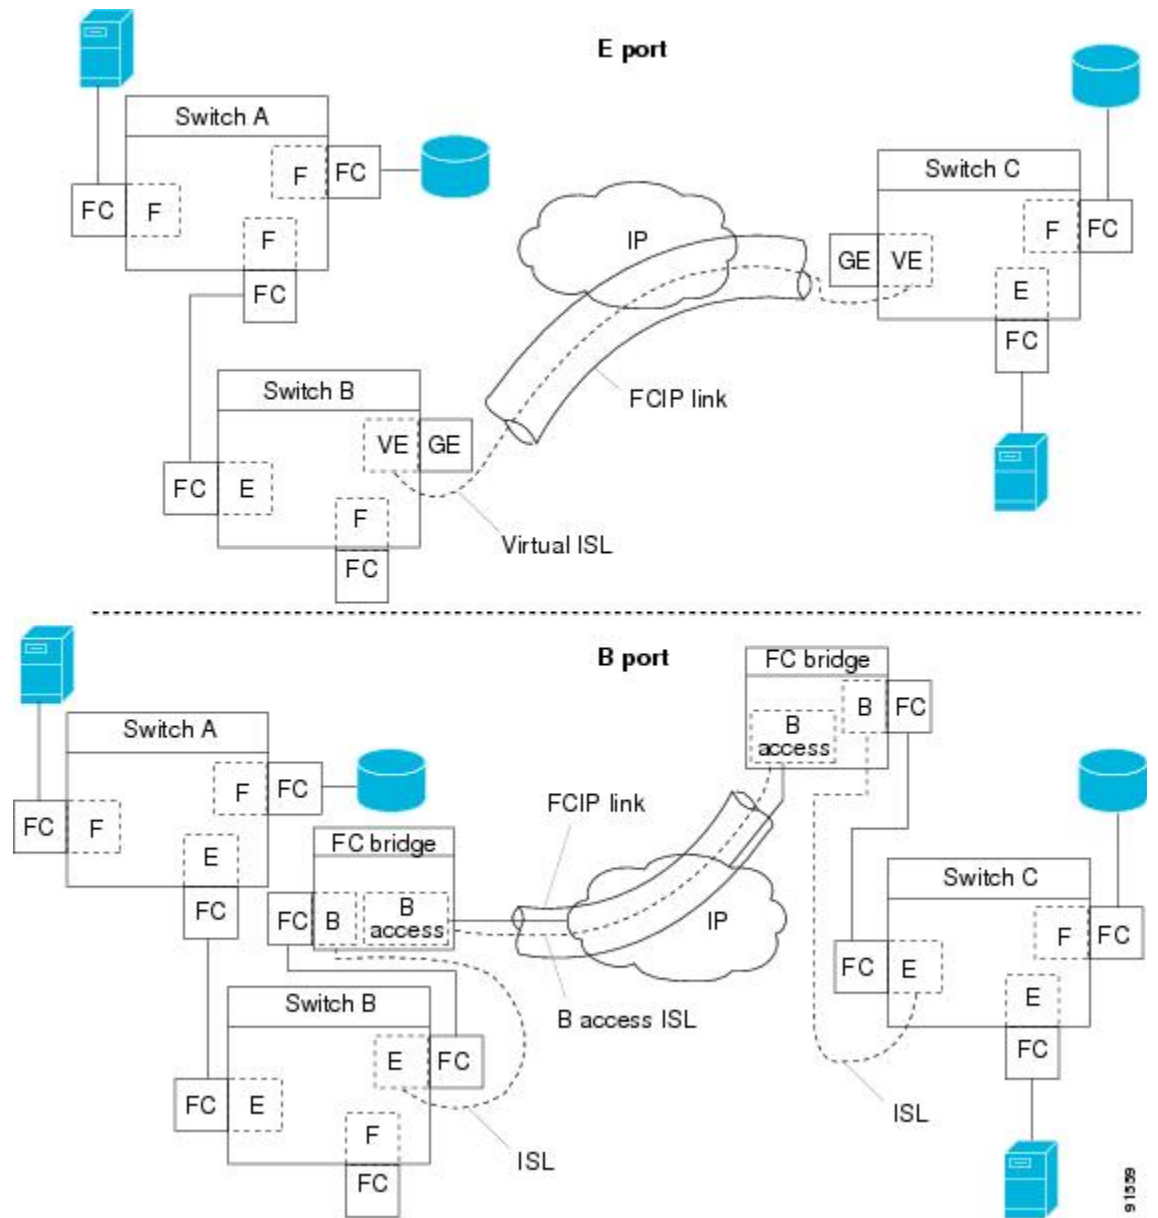 E port
Switch A
F
FC
FC
F
F
FC
Switch C
F
FC
GE
VE
E
FC
IP
FCIP link
Switch B
VE
GE
FC
E
F
FC
Virtual ISL
B port
FC bridge
B
FC
B
access
Switch A
F
FC
FC
F
E
FC
FCIP link
FC bridge
FC
B
B
access
IP
B access ISL
Switch C
F
FC
FC
E
E
FC
ISL
Switch B
E
FC
FC
E
F
FC
ISL
91559